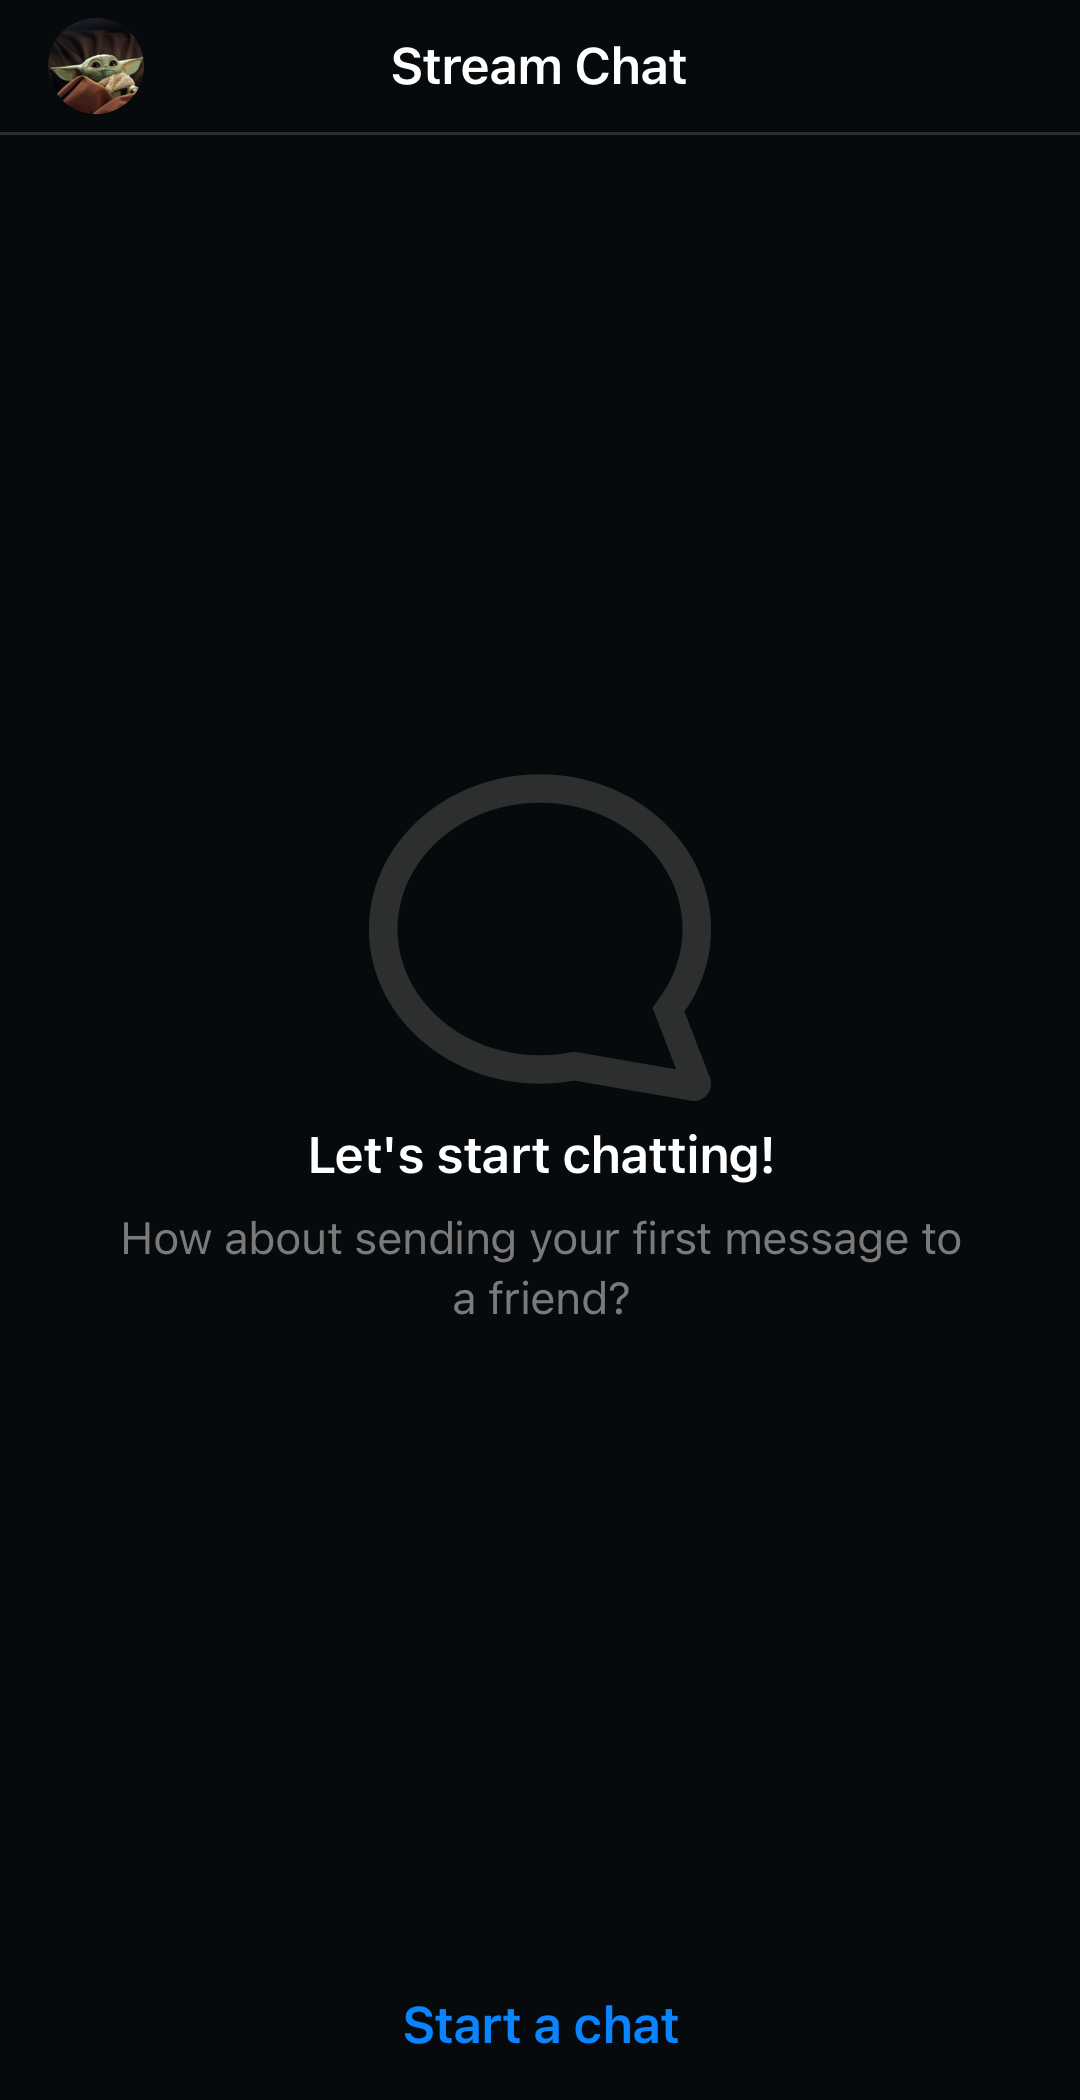 Stream Chat
Let's start chatting!
How about sending your first message to
a friend?
Start a chat